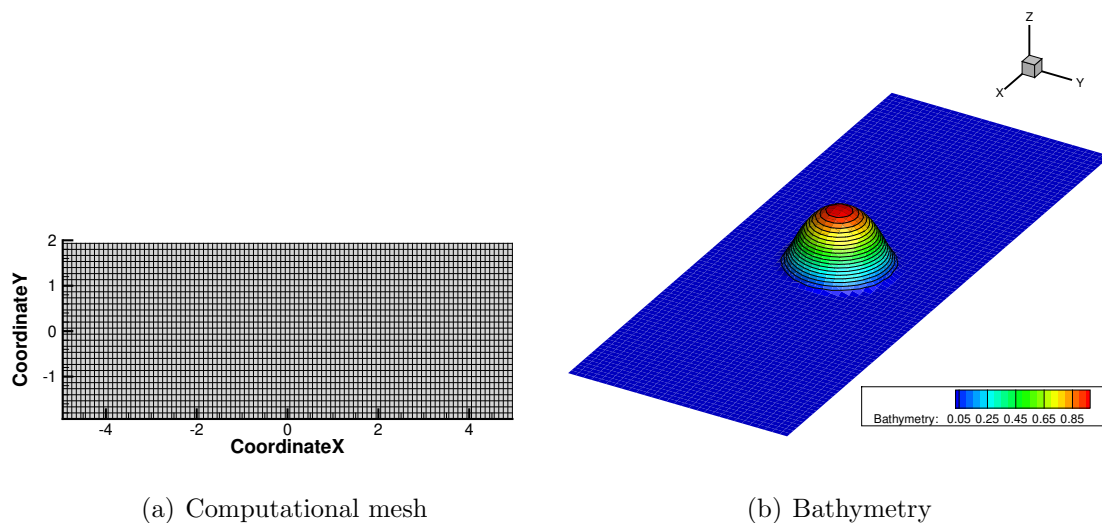 Z
X
Y
2
1
0
-1
CoordinateY
-4
-2
0
2
4
CoordinateX
Bathymetry: 0.05 0.25 0.45 0.65 0.85
(a) Computational mesh
(b) Bathymetry